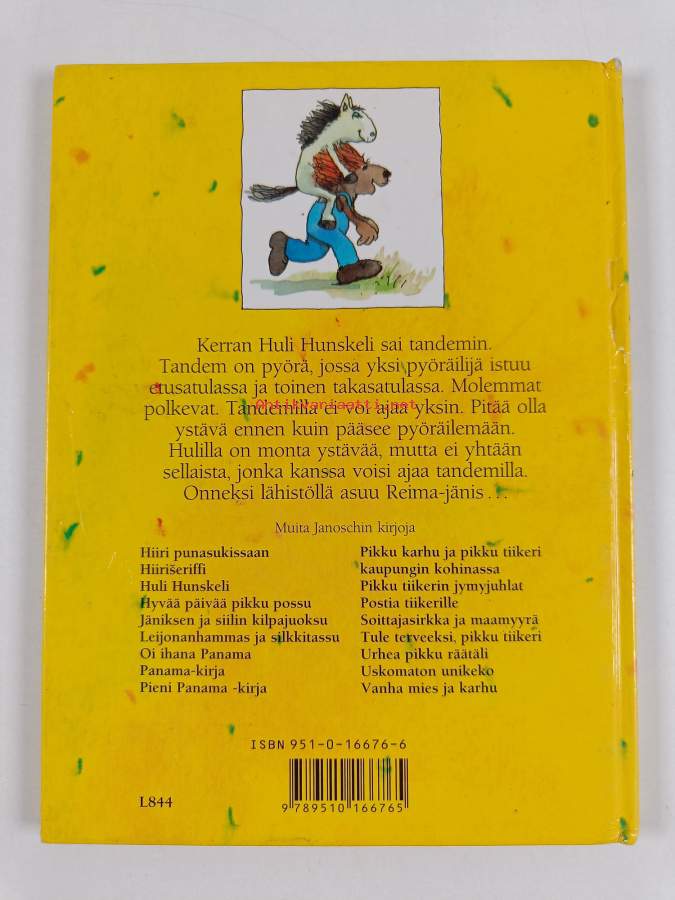 Kerran Huli Hunskeli sai tandemin.
Tandem on pyörä, jossa yksi pyöräilijä istuu
etusatulassa ja toinen takasatulassa. Molemmat
polkevat. Tandemilla ei voi ajaa yksin. Pitää olla
Antikvariaatti.net
ystävä ennen kuin pääsee pyöräilemään.
Hulilla on monta ystävää, mutta ei yhtään
sellaista, jonka kanssa voisi ajaa tandemilla.
Onneksi lähistöllä asuu Reima-jänis ...
Muita Janoschin kirjoja
Hiiri punasukissaan
Hiirišeriffi
Huli Hunskeli
Hyvää päivää pikku possu
Jäniksen ja siilin kilpajuoksu
Leijonanhammas ja silkkitassu
Oi ihana Panama
Panama-kirja
Pieni Panama -kirja
Pikku karhu ja pikku tiikeri
kaupungin kohinassa
Pikku tiikerin jymyjuhlat
Postia tiikerille
Soittajasirkka ja maamyyrä
Tule terveeksi, pikku tiikeri
Urhea pikku räätäli
Uskomaton unikeko
Vanha mies ja karhu
ISBN 951-0-16676-6
L844
9 789510 166765